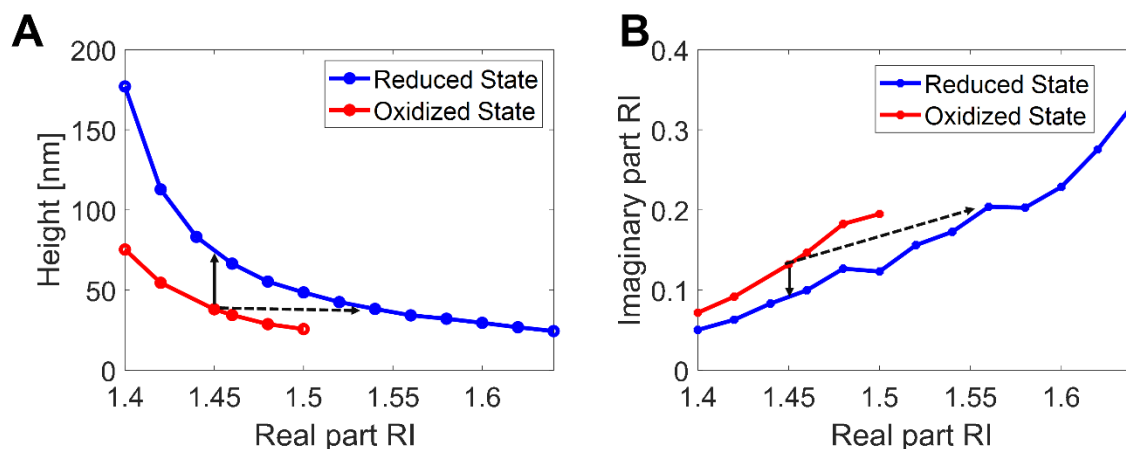 A
Height [nm]
200
150
100
50
0
1.4
1.45
1.5
1.55
1.6
Real part RI
Reduced State
Oxidized State
B
Imaginary part RI
0.4
0.3
0.2
0.1
0
1.4
1.45
1.5
1.55
1.6
Real part RI
Reduced State
Oxidized State